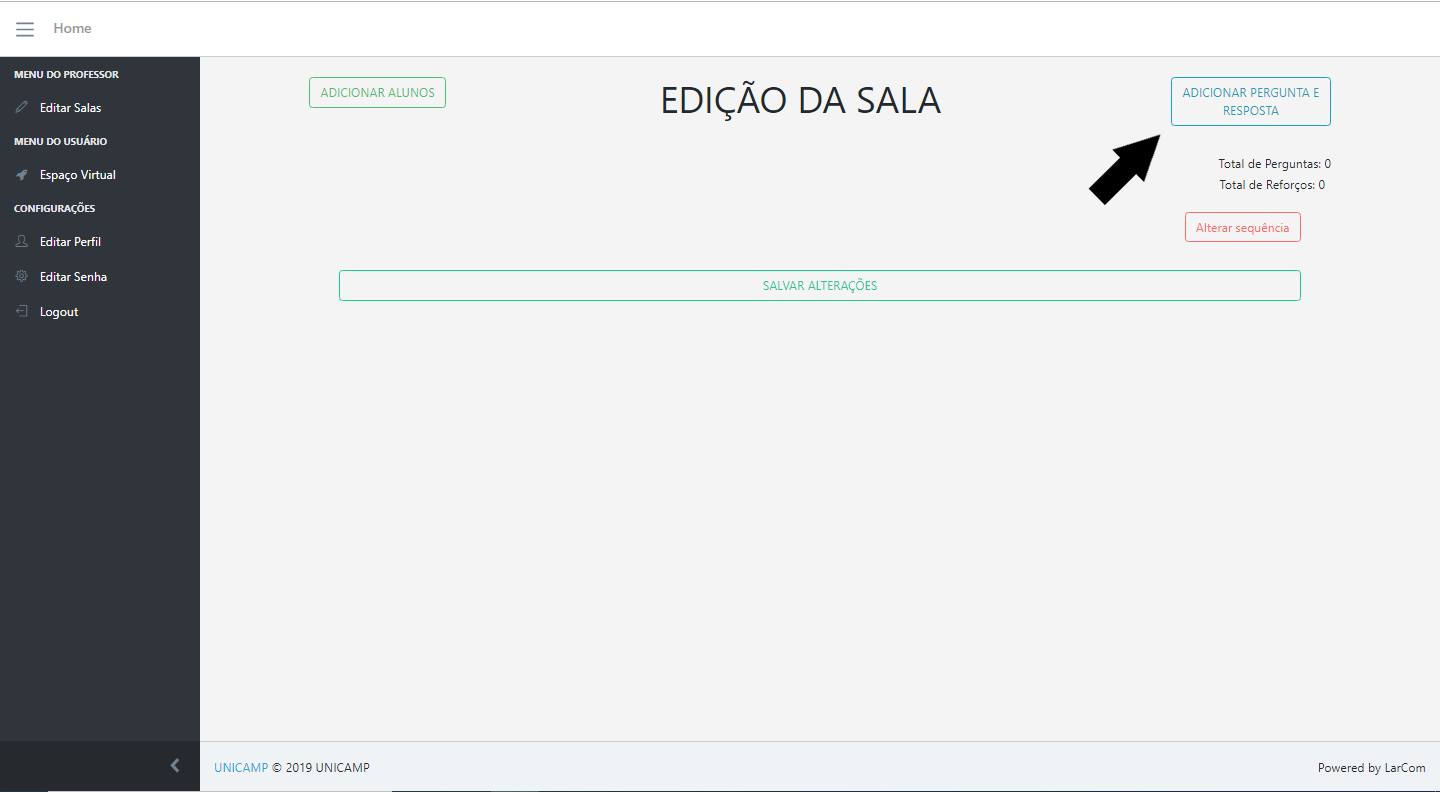 Home
MENU DO PROFESSOR
Editar Salas
MENU DO USUÁRIO
Espaço Virtual
CONFIGURAÇÕES
Editar Perfil
Editar Senha
Logout
ADICIONAR ALUNOS
EDIÇÃO DA SALA
ADICIONAR PERGUNTA E
RESPOSTA
Total de Perguntas: 0
Total de Reforços: 0
Alterar sequência
SALVAR ALTERAÇÕES
UNICAMP © 2019 UNICAMP
Powered by LarCom